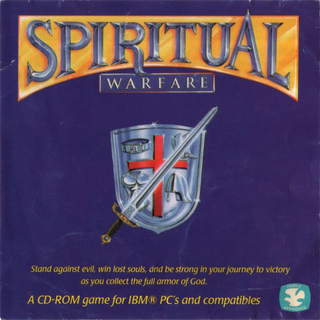 SPIRITUAL
WARFARE
Stand against evil, win lost souls, and be strong in your journey to victory
as you collect the full armor of God.
A CD-ROM game for IBM® PC's and compatibles